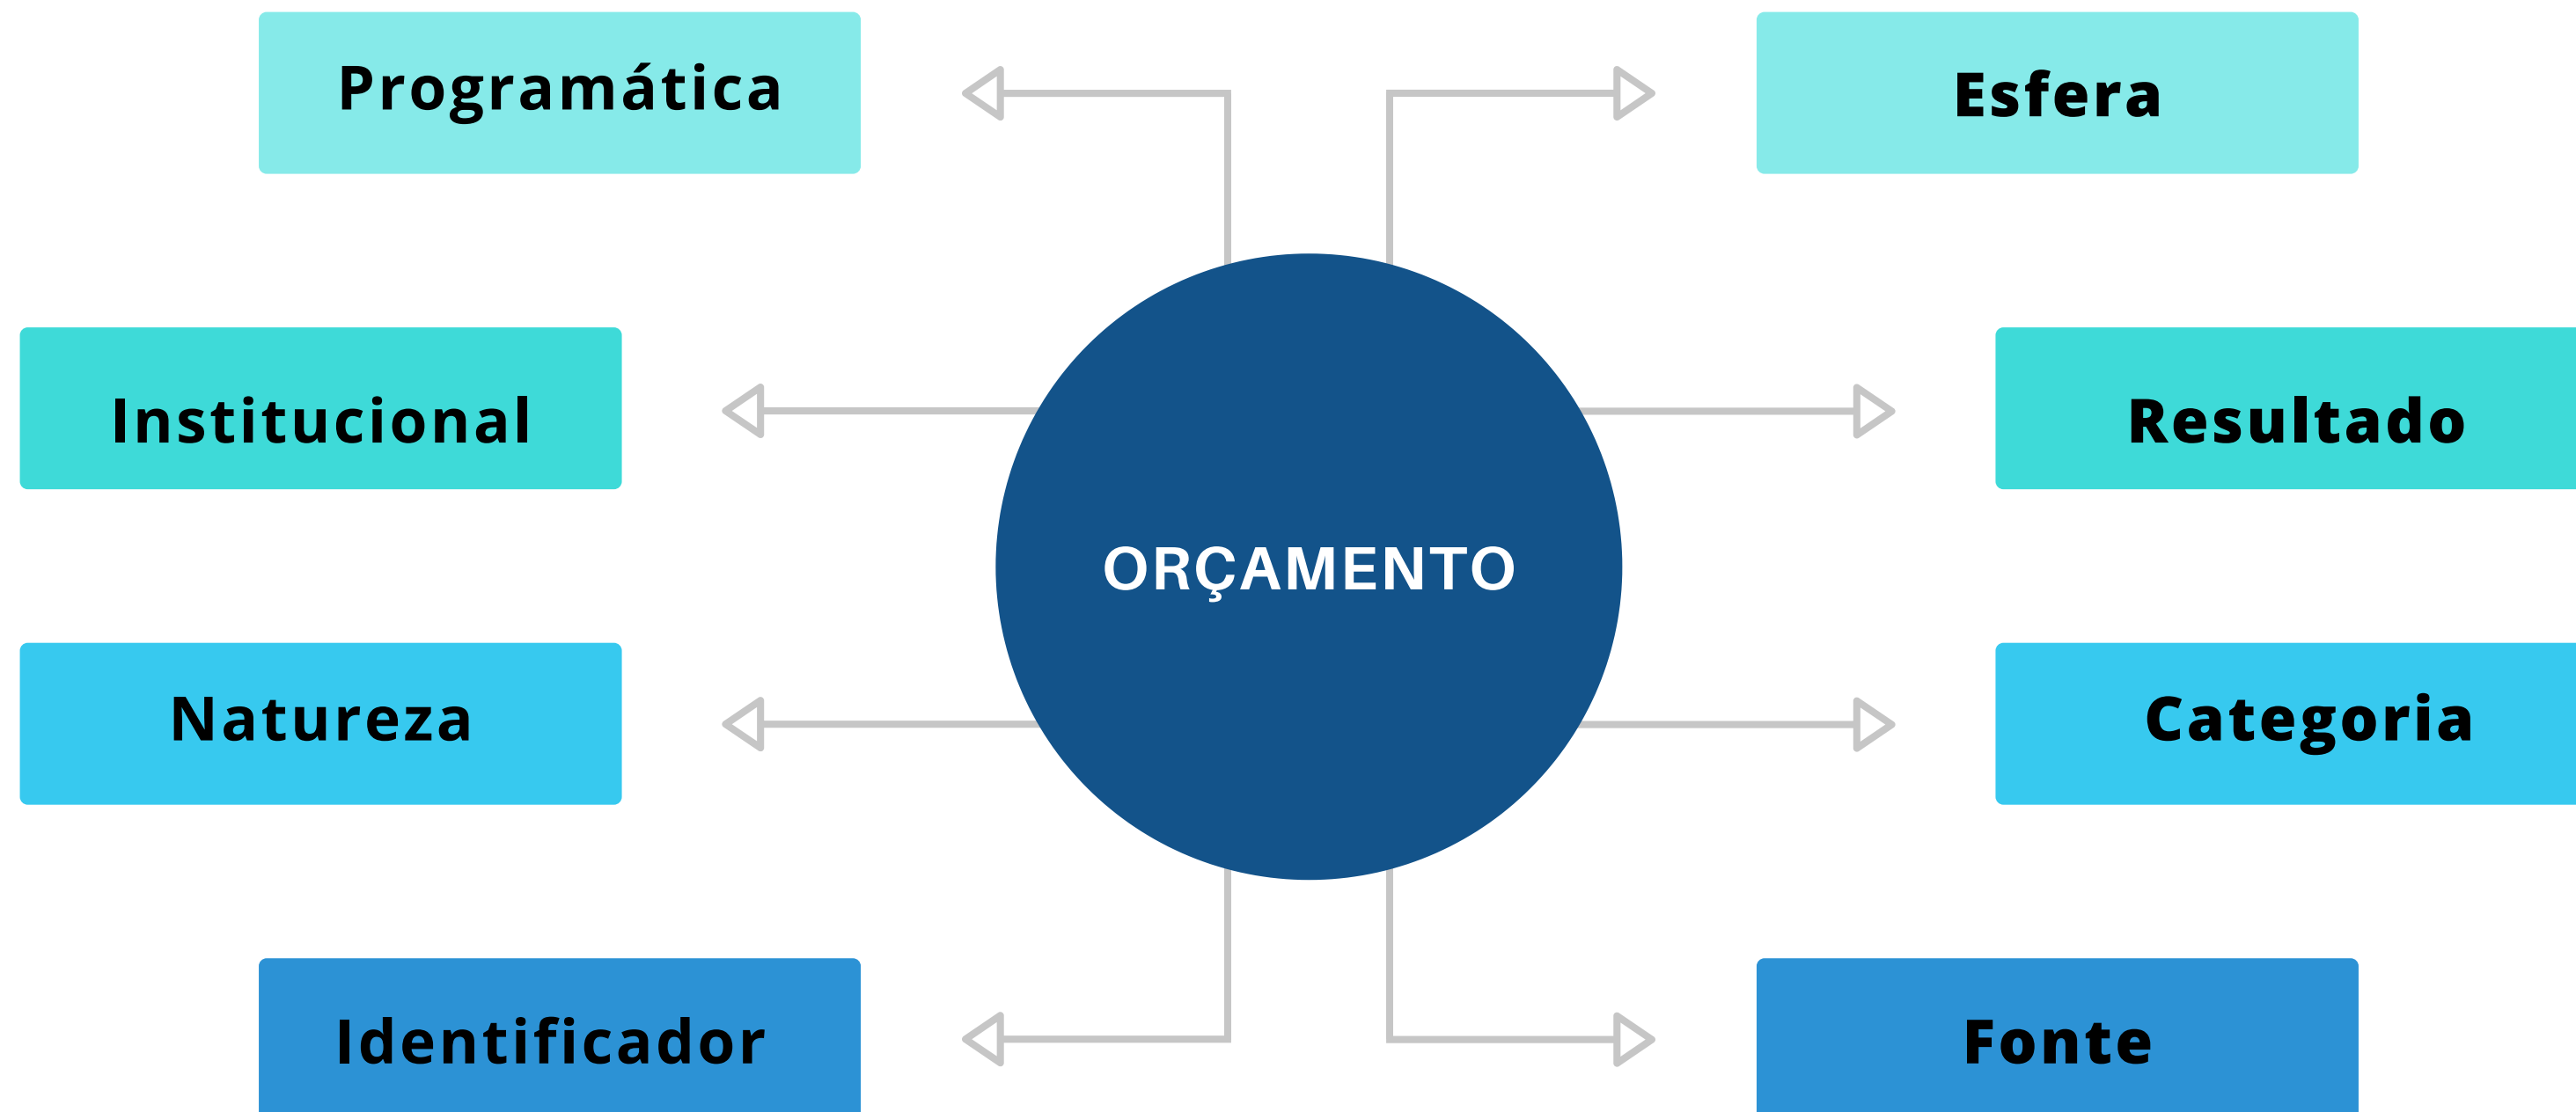 Programática
Esfera
Institucional
Resultado
ORÇAMENTO
Natureza
Categoria
Identificador
Fonte